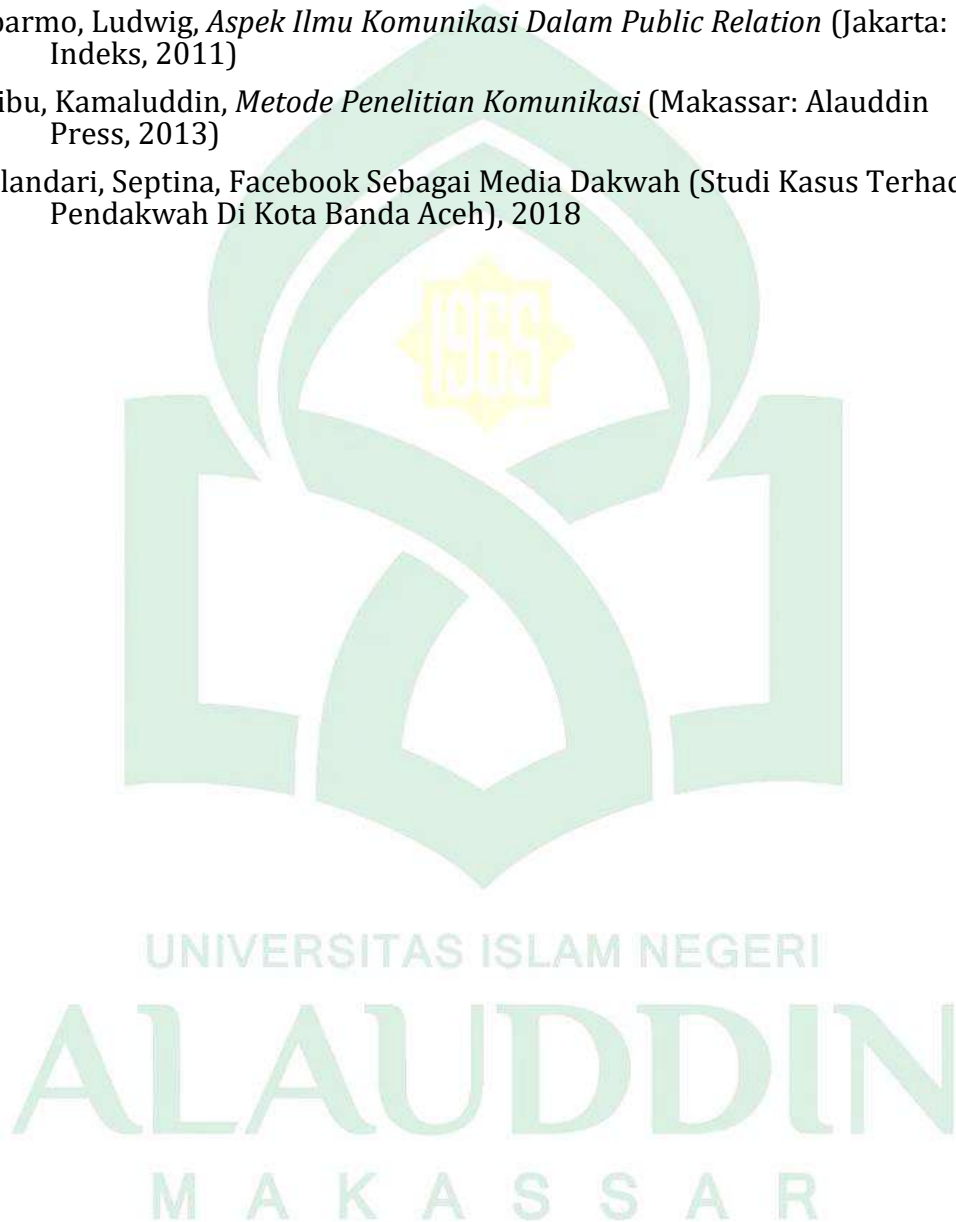 parmo, Ludwig, Aspek Ilmu Komunikasi Dalam Public Relation (Jakarta:
Indeks, 2011)
ibu, Kamaluddin, Metode Penelitian Komunikasi (Makassar: Alauddin
Press, 2013)
landari, Septina, Facebook Sebagai Media Dakwah (Studi Kasus Terhad
Pendakwah Di Kota Banda Aceh), 2018
1965
UNIVERSITAS ISLAM NEGERI
ALAUDDIN
MAKASSAR